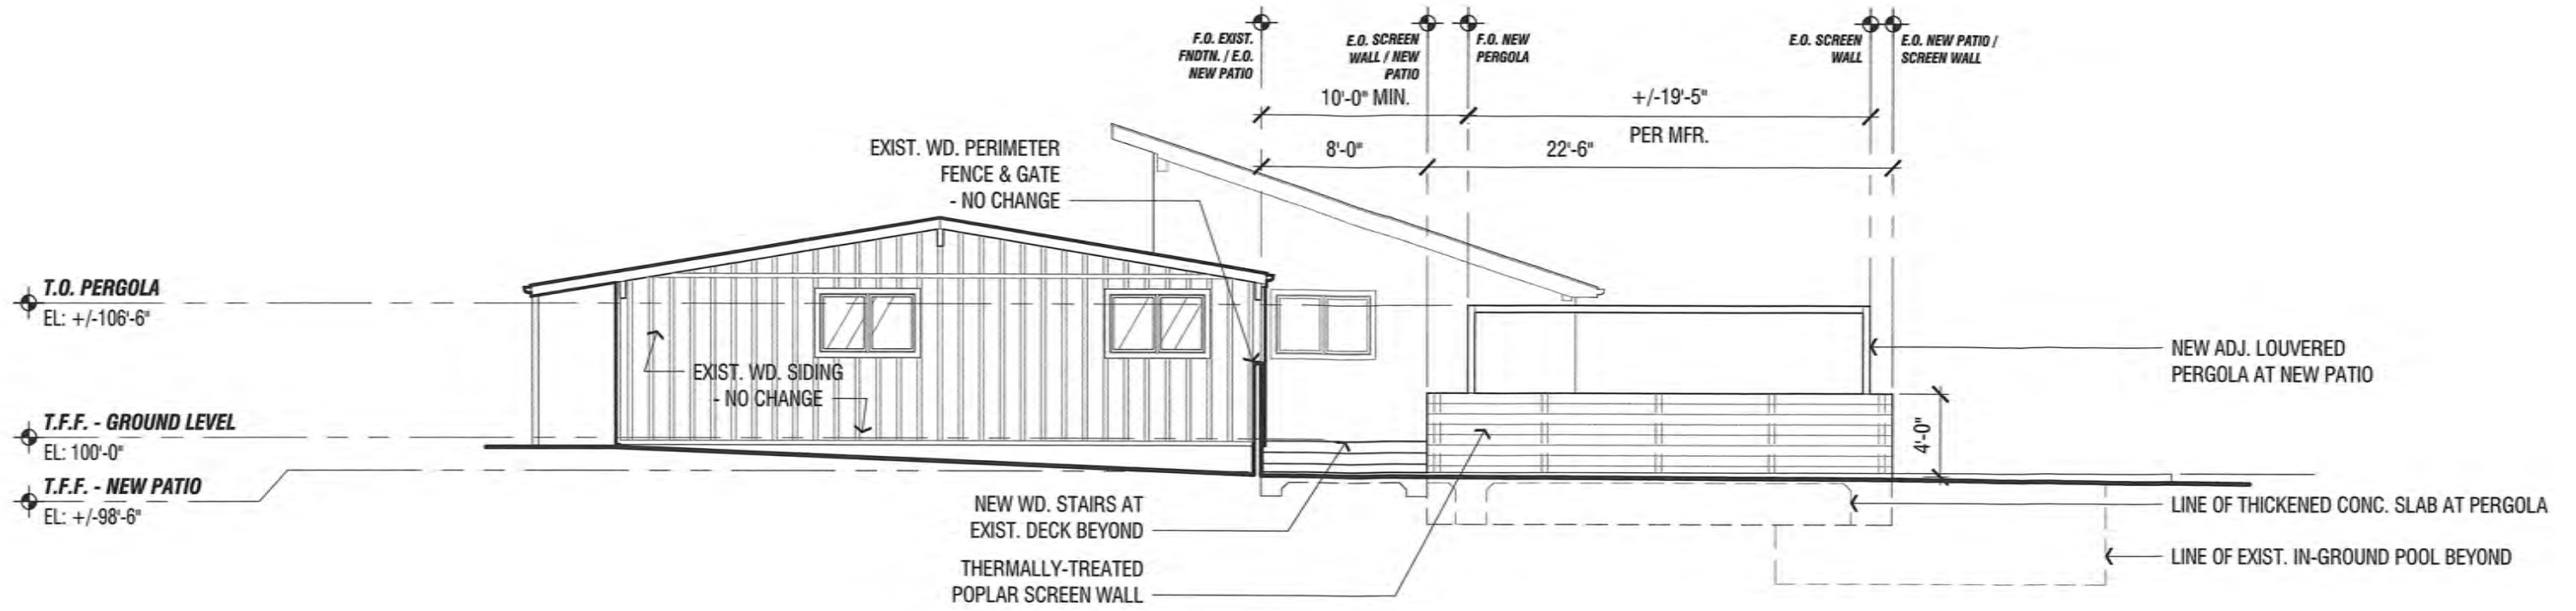 F.O. EXIST.
FNDTN. / E.O.
NEW PATIO
E.O. SCREEN
WALL / NEW
PATIO
F.O. NEW
PERGOLA
E.O. SCREEN
WALL
E.O. NEW PATIO /
SCREEN WALL
10'-0" MIN.
+/-19'-5"
PER MFR.
8'-0"
22'-6"
EXIST. WD. PERIMETER
FENCE & GATE
- NO CHANGE
T.O. PERGOLA
EL: +/-106'-6"
EXIST. WD. SIDING
- NO CHANGE
NEW ADJ. LOUVERED
PERGOLA AT NEW PATIO
T.F.F. - GROUND LEVEL
EL: 100'-0"
4'-0"
T.F.F. - NEW PATIO
EL: +/-98'-6"
NEW WD. STAIRS AT
EXIST. DECK BEYOND
LINE OF THICKENED CONC. SLAB AT PERGOLA
THERMALLY-TREATED
POPLAR SCREEN WALL
LINE OF EXIST. IN-GROUND POOL BEYOND